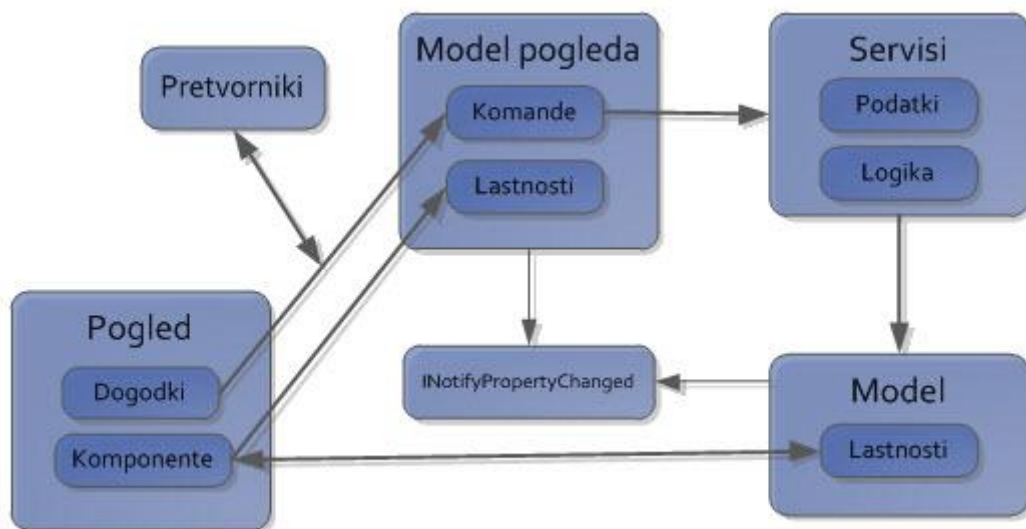 Pretvorniki
Model pogleda
Komande
Lastnosti
Servisi
Podatki
Logika
Pogled
Dogodki
Komponente
INotifyPropertyChanged
Model
Lastnosti